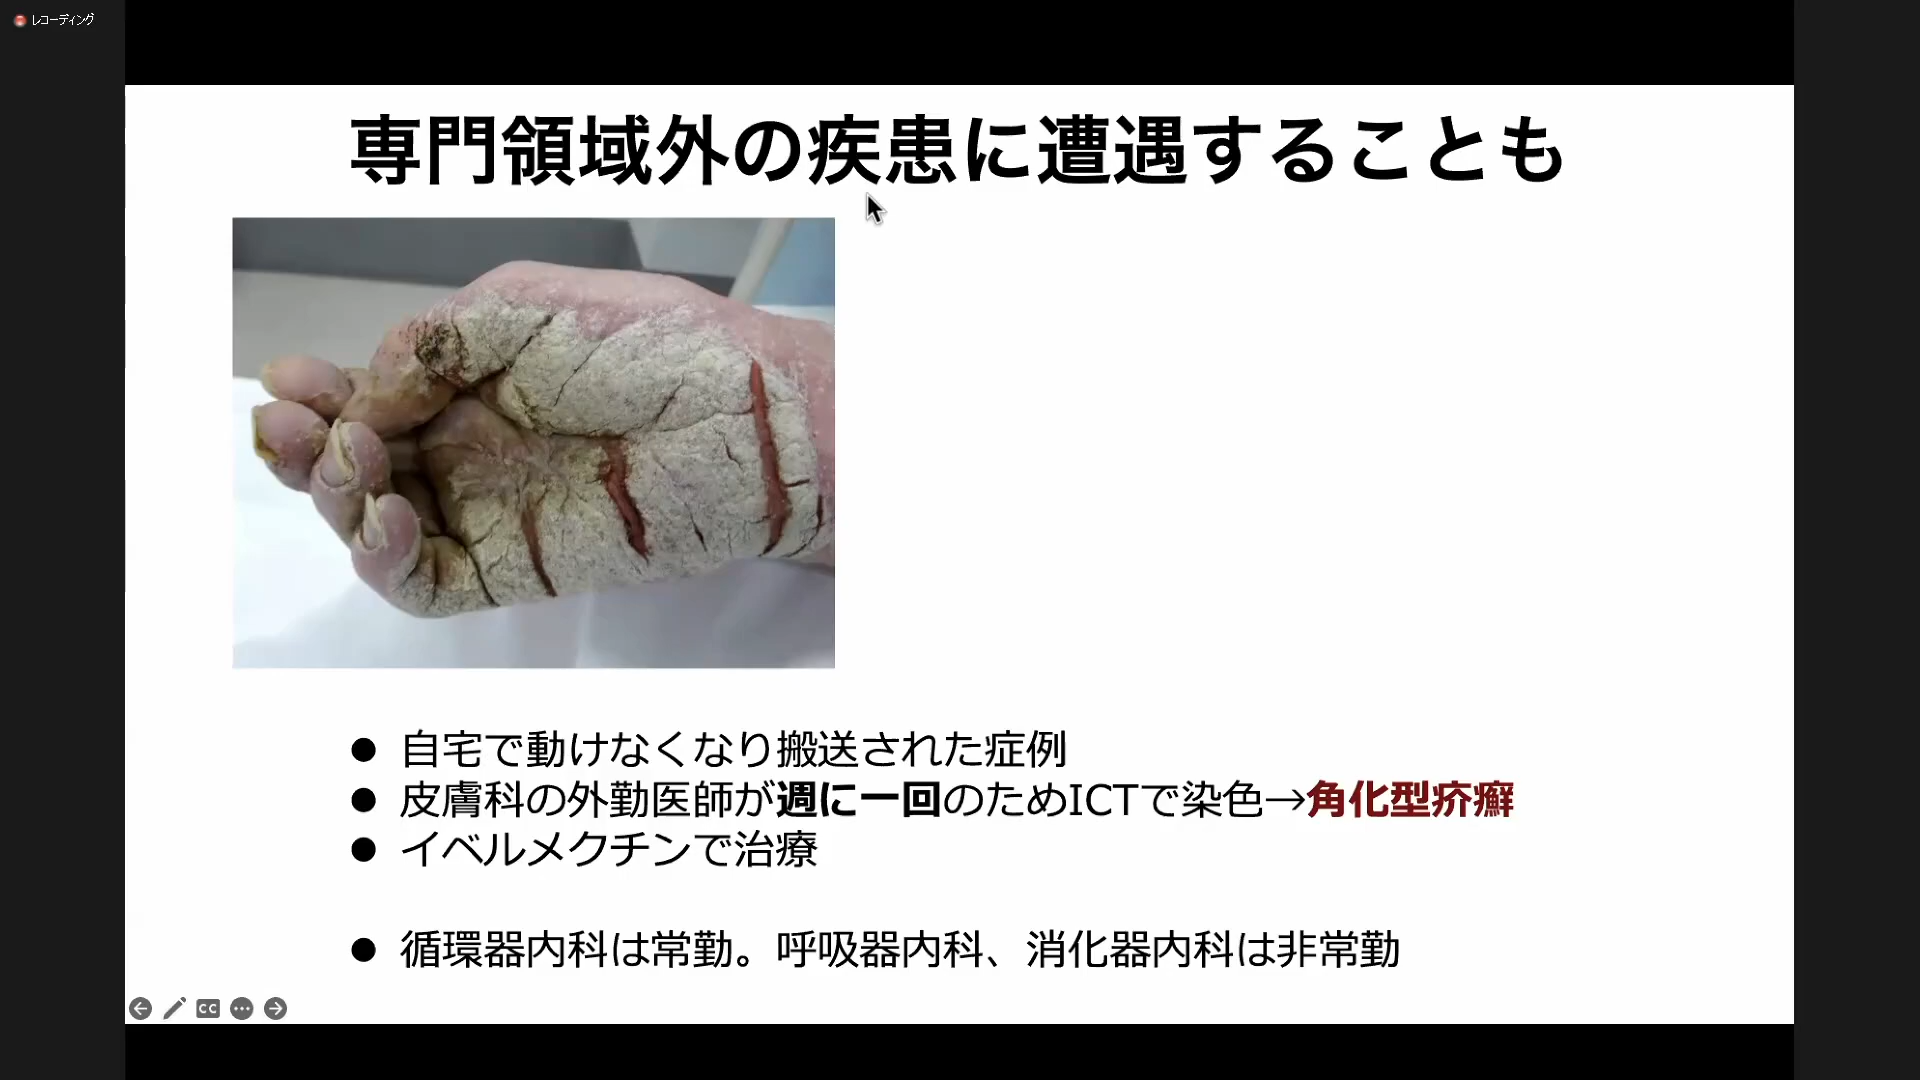 レコーディング
専門領域外の疾患に遭遇することも
● 自宅で動けなくなり搬送された症例
● 皮膚科の外勤医師が週に一回のためICTで染色→角化型疥癬
● イベルメクチンで治療
● 循環器内科は常勤。呼吸器内科、消化器内科は非常勤
CC